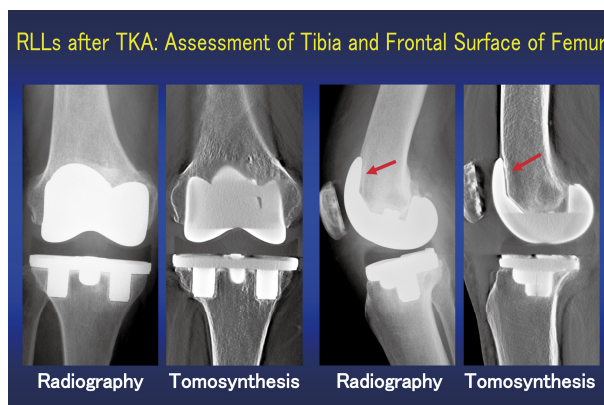 RLLs after TKA: Assessment of Tibia and Frontal Surface of Femur
Radiography
Tomosynthesis
Radiography
Tomosynthesis